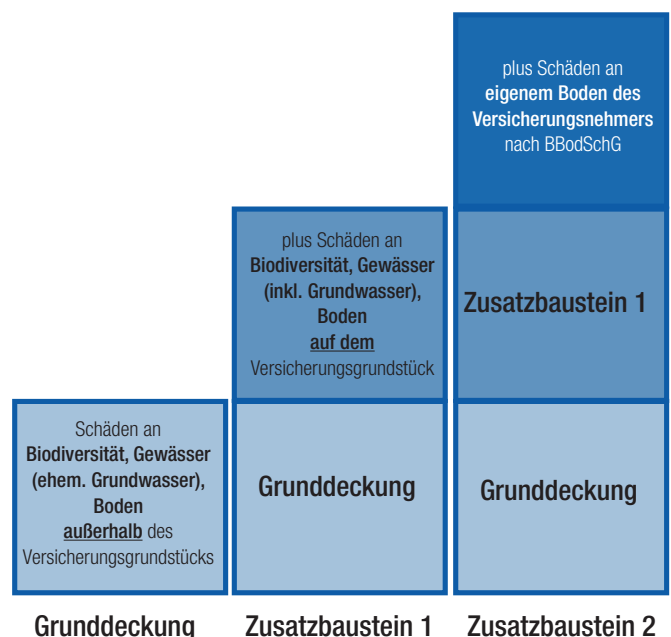 plus Schäden an
eigenem Boden des
Versicherungsnehmers
nach BBodSchG
plus Schäden an
Biodiversität, Gewässer
(inkl. Grundwasser),
Boden
auf dem
Versicherungsgrundstück
Zusatzbaustein 1
Schäden an
Biodiversität, Gewässer
(ehem. Grundwasser),
Boden
außerhalb des
Versicherungsgrundstücks
Grunddeckung
Grunddeckung
Grunddeckung
Zusatzbaustein 1
Zusatzbaustein 2